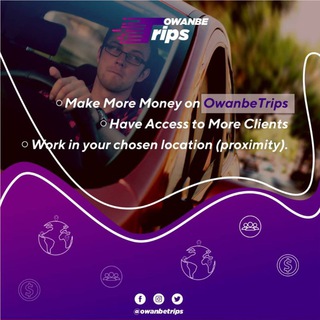 OWANBE
Trips
Make More Money on OwanbeTrips
Have Access to More Clients
Work in your chosen location (proximity).
@owanbetrips